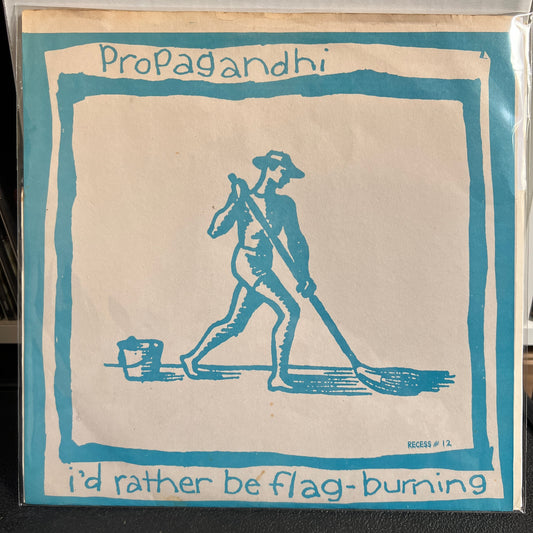 ProPagandhi
RECESS # 12
i'd rather be flag-burning